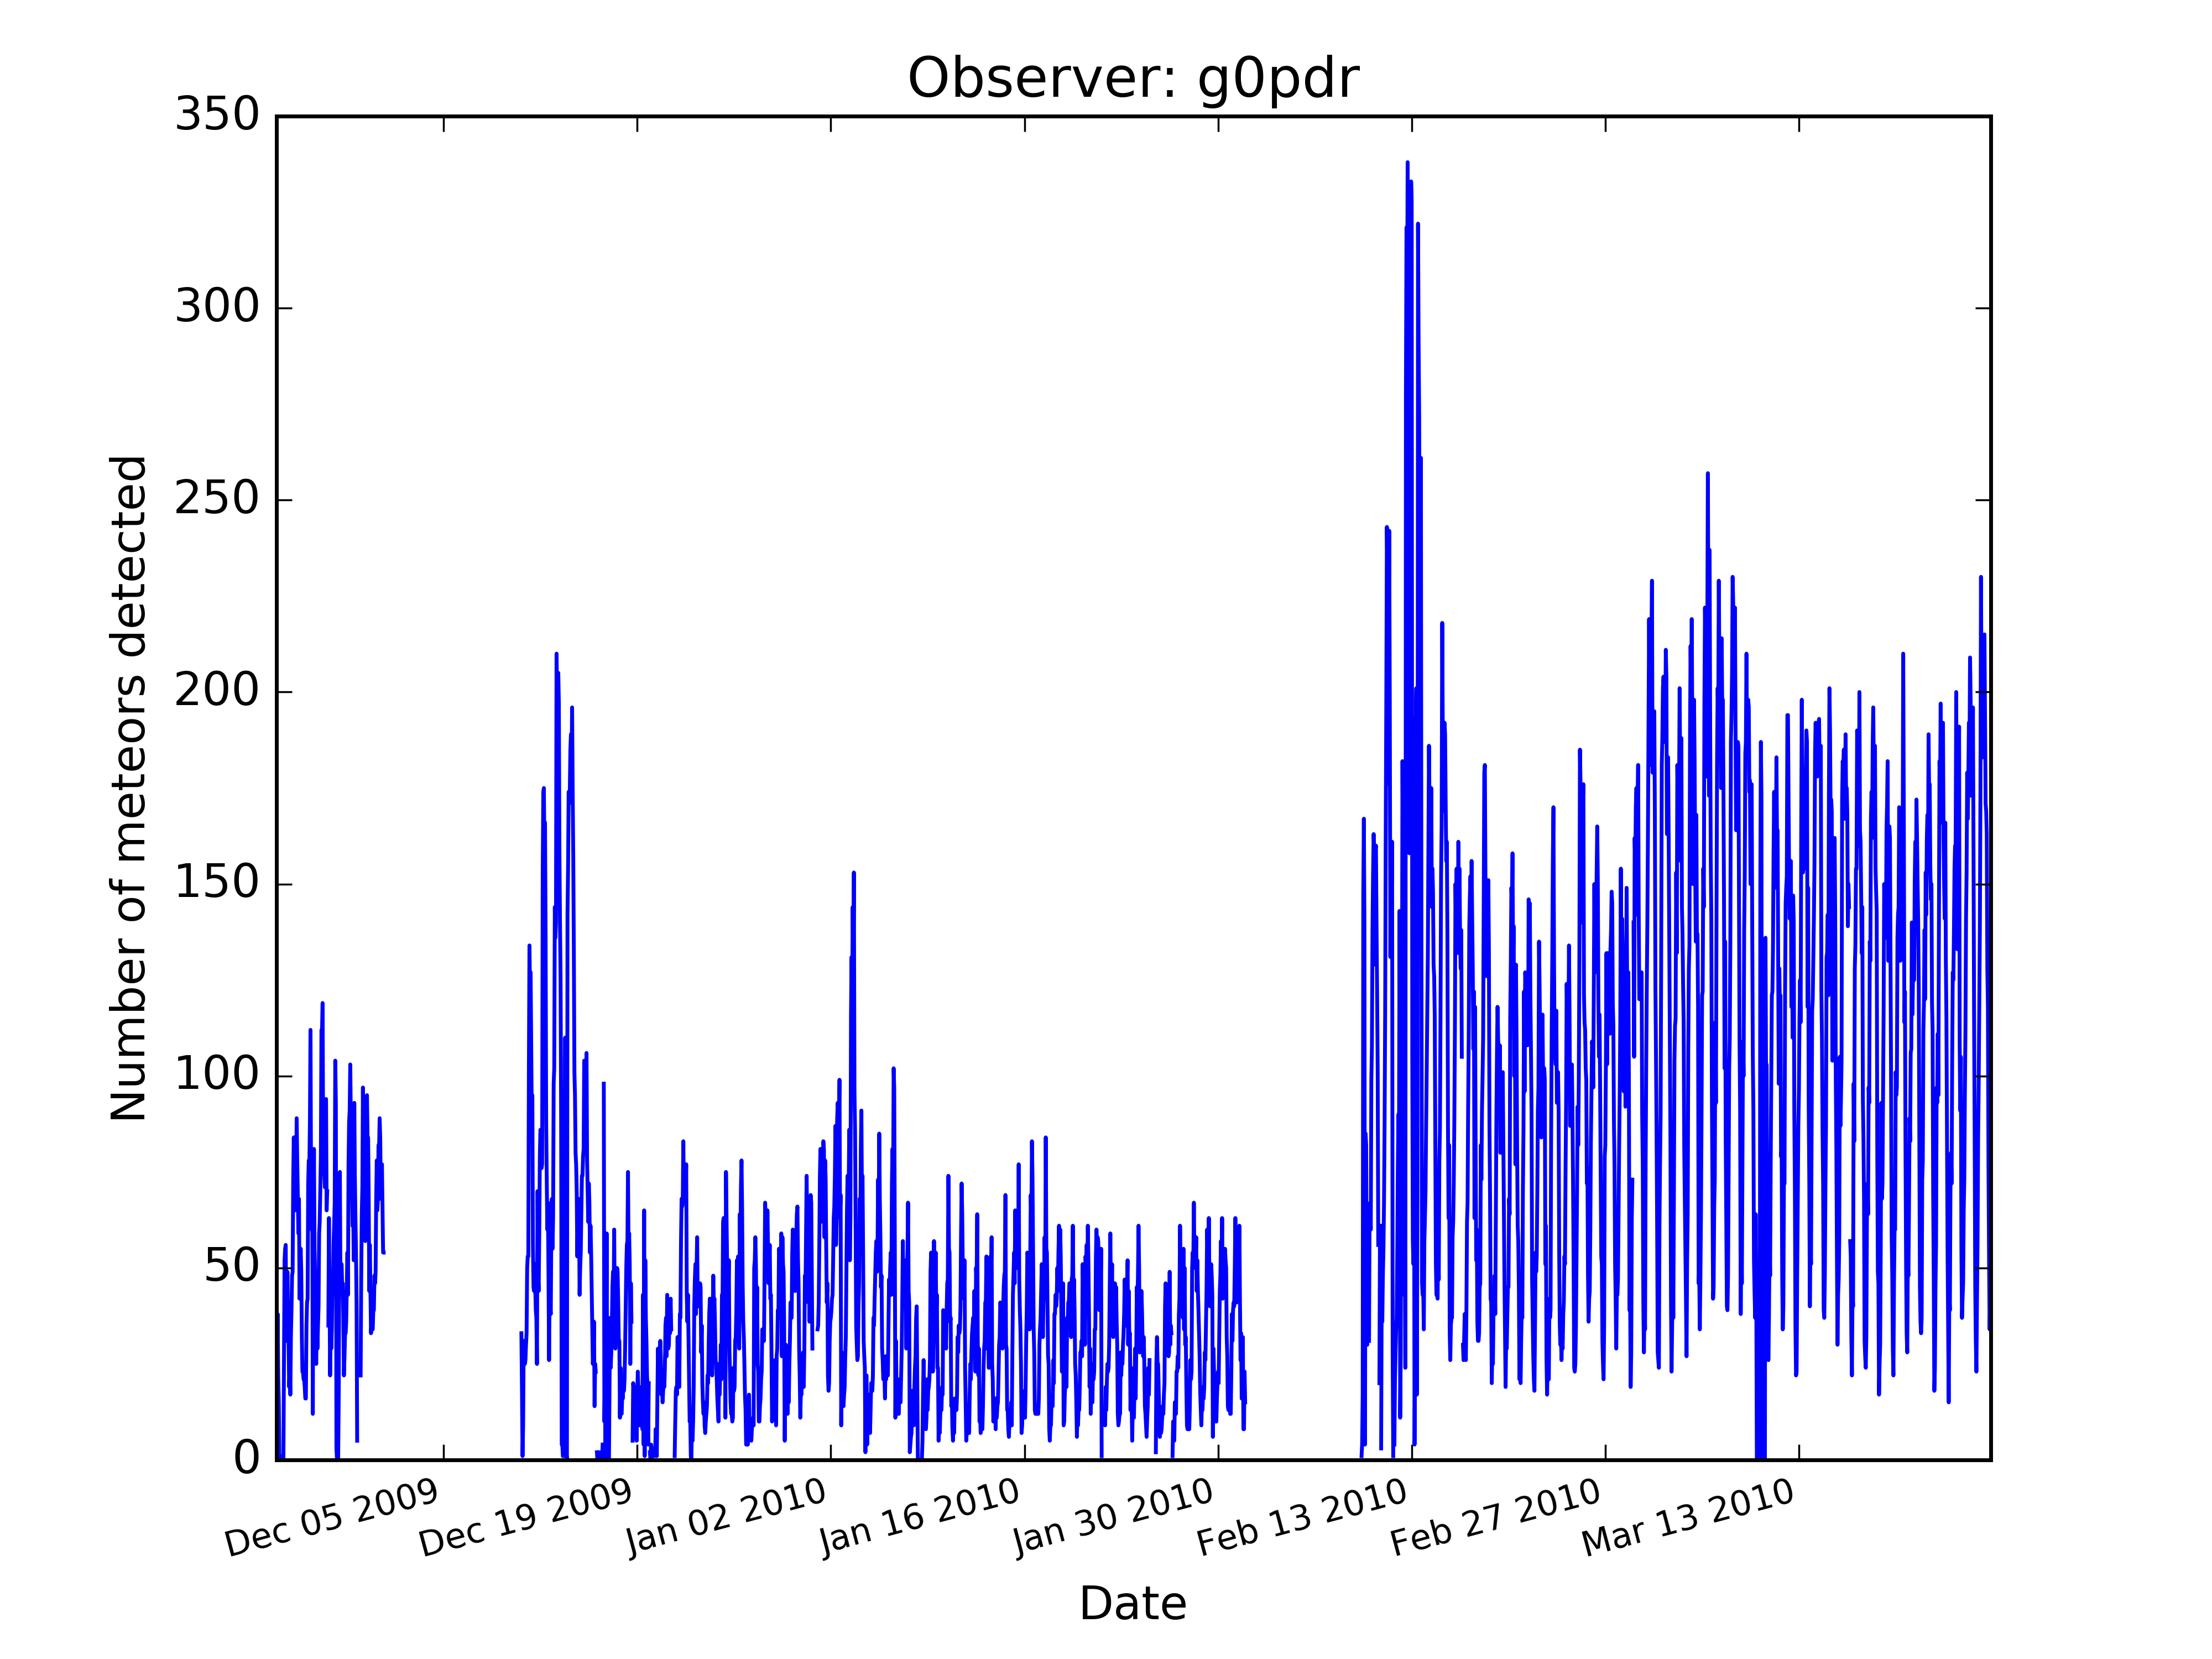 Observer: g0pdr
350
300
250
200
150
100
50
0
Number of meteors detected
Dec 05 2009
Dec 19 2009
Jan 02 2010
Jan 16 2010
Jan 30 2010
Feb 13 2010
Feb 27 2010
Mar 13 2010
Date